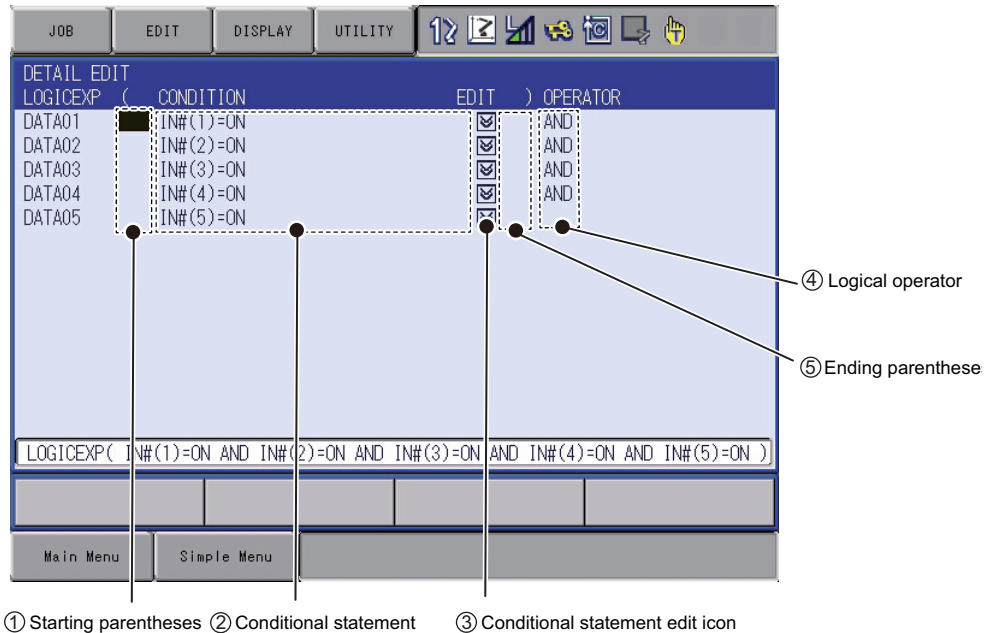 JOB EDIT DISPLAY UTILITY
DETAIL EDIT
LOGICEXP ( CONDITION EDIT ) OPERATOR
DATA01 IN#(1)=ON AND
DATA02 IN#(2)=ON AND
DATA03 IN#(3)=ON AND
DATA04 IN#(4)=ON AND
DATA05 IN#(5)=ON
④ Logical operator
⑤ Ending parenthese
LOGICEXP( IN#(1)=ON AND IN#(2)=ON AND IN#(3)=ON AND IN#(4)=ON AND IN#(5)=ON )
Main Menu Simple Menu
① Starting parentheses ② Conditional statement ③ Conditional statement edit icon